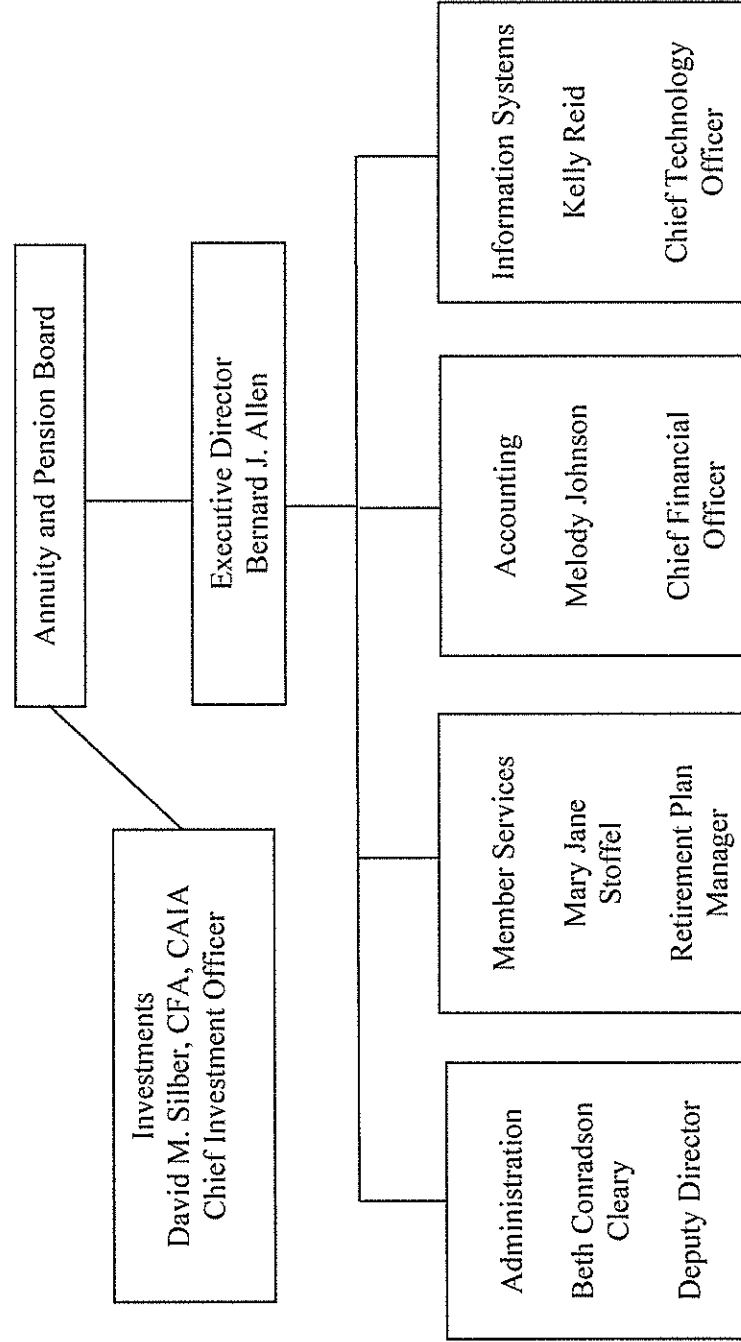 Annuity and Pension Board
Investments
David M. Silber, CFA, CAIA
Chief Investment Officer
Executive Director
Bernard J. Allen
Administration
Beth Conradson
Cleary
Deputy Director
Member Services
Mary Jane
Stoffel
Retirement Plan
Manager
Accounting
Melody Johnson
Chief Financial
Officer
Information Systems
Kelly Reid
Chief Technology
Officer